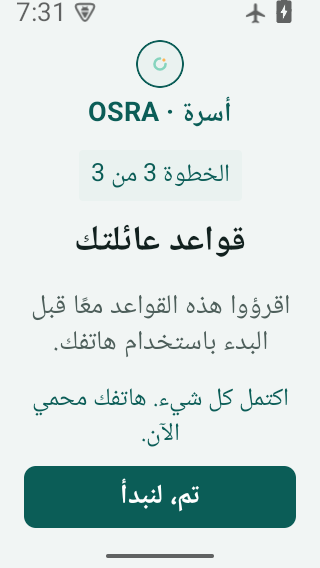 7:31
أسرة · OSRA
الخطوة 3 من 3
قواعد عائلتك
اقرؤوا هذه القواعد معًا قبل
البدء باستخدام هاتفك.
اكتمل كل شيء. هاتفك محمي
الآن.
تم، لنبدأ